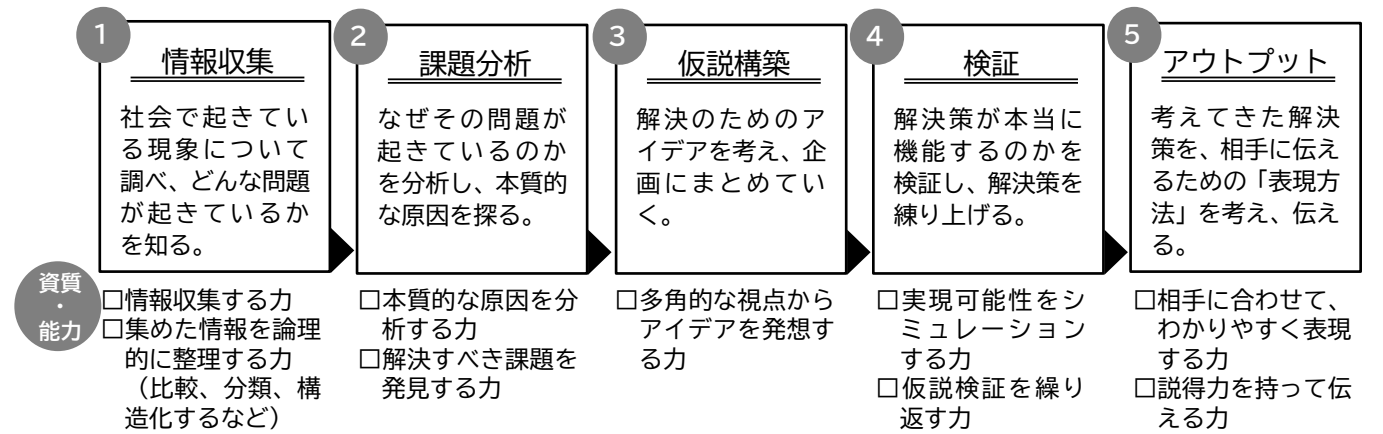 1
情報収集
社会で起きてい
る現象について
調べ、どんな問題
が起きているか
を知る。
2
課題分析
なぜその問題が
起きているのか
を分析し、本質的
な原因を探る。
3
仮説構築
解決のためのア
イデアを考え、企
画にまとめてい
く。
4
検証
解決策が本当に
機能するのかを
検証し、解決策を
練り上げる。
5
アウトプット
考えてきた解決
策を、相手に伝え
るための「表現方
法」を考え、伝え
る。
資質
・
能力
□情報収集する力
□集めた情報を論理
的に整理する力
（比較、分類、構
造化するなど）
□本質的な原因を分
析する力
□解決すべき課題を
発見する力
□多角的な視点から
アイデアを発想す
る力
□実現可能性をシ
ミュレーション
する力
□仮説検証を繰り
返す力
□相手に合わせて、
わかりやすく表現
する力
□説得力を持って伝
える力